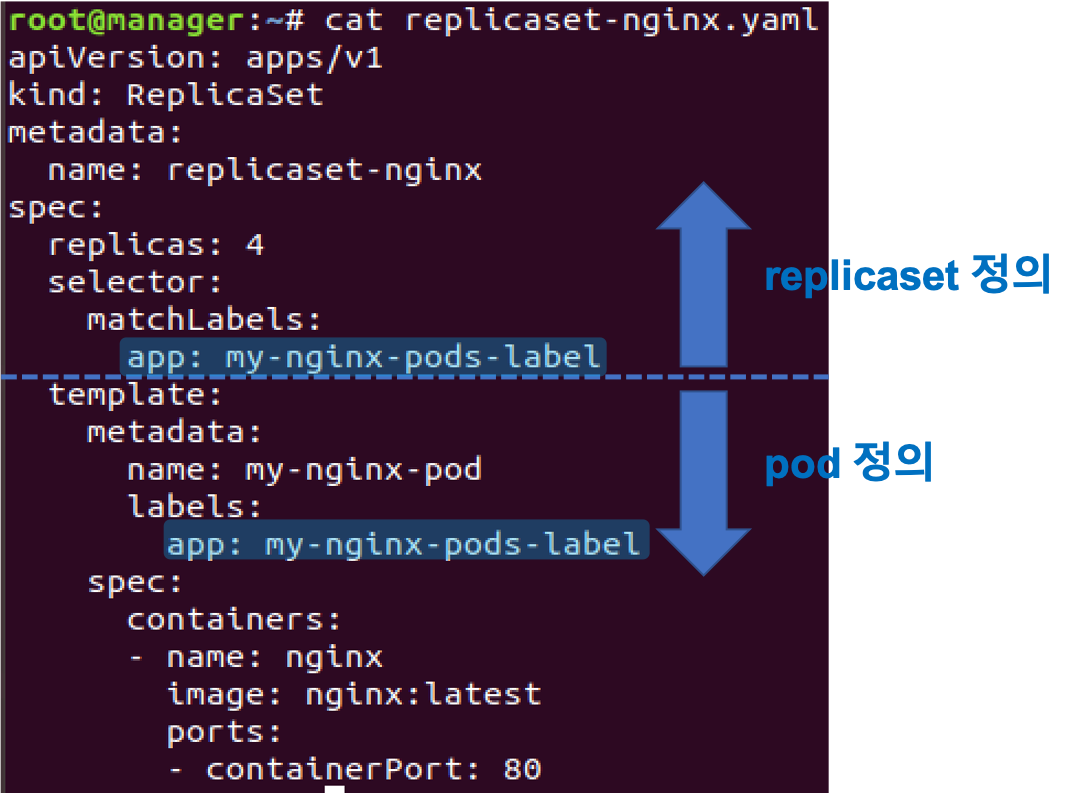 root@manager:~# cat replicaset-nginx.yaml
apiVersion: apps/v1
kind: ReplicaSet
metadata:
  name: replicaset-nginx
spec:
  replicas: 4
  selector:
    matchLabels:
      app: my-nginx-pods-label
replicaset 정의
  template:
    metadata:
      name: my-nginx-pod
      labels:
        app: my-nginx-pods-label
    spec:
      containers:
      - name: nginx
        image: nginx:latest
        ports:
        - containerPort: 80
pod 정의